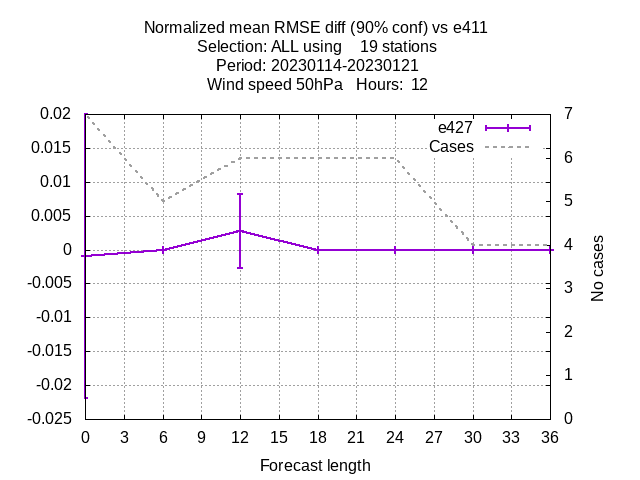 Normalized mean RMSE diff (90% conf) vs e411
Selection: ALL using    19 stations
Period: 20230114-20230121
Wind speed 50hPa   Hours:  12
0.02
0.015
0.01
0.005
0
-0.005
-0.01
-0.015
-0.02
-0.025
e427
Cases
7
6
5
4
3
2
1
0
No cases
0 3 6 9 12 15 18 21 24 27 30 33 36
Forecast length